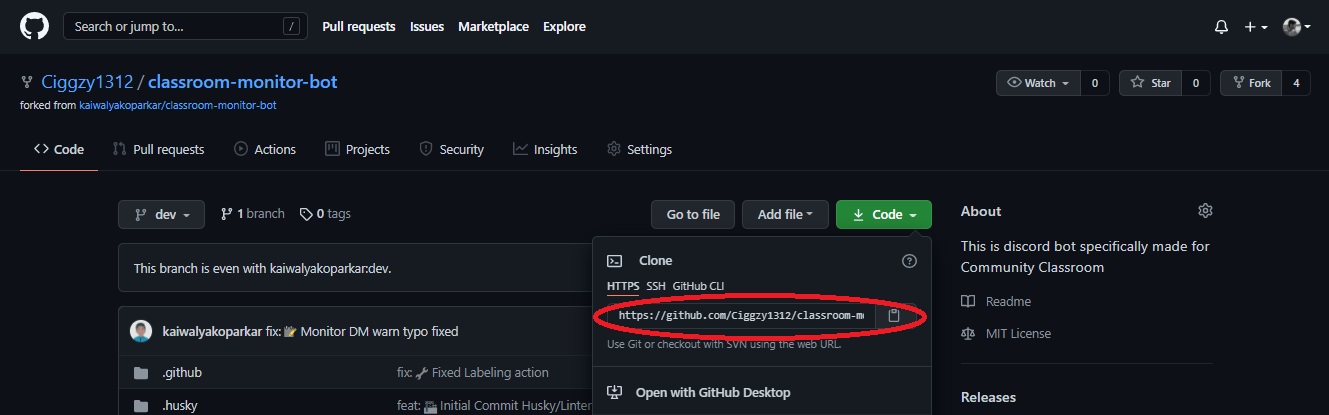 Search or jump to... /
Pull requests Issues Marketplace Explore
Ciggzy1312 / classroom-monitor-bot
forked from kaiwalyakoparkar/classroom-monitor-bot
Watch 0 Star 0 Fork 4
Code Pull requests Actions Projects Security Insights Settings
dev 1 branch 0 tags Go to file Add file Code
About
This branch is even with kaiwalyakoparkar:dev.
This is discord bot specifically made for
Community Classroom
Readme
MIT License
Releases
Clone
HTTPS SSH GitHub CLI
https://github.com/Ciggzy1312/classroom-mo
Use Git or checkout with SVN using the web URL.
Open with GitHub Desktop
kaiwalyakoparkar fix: Monitor DM warn typo fixed
.github fix: Fixed Labeling action
.husky feat: Initial Commit Husky/Linter